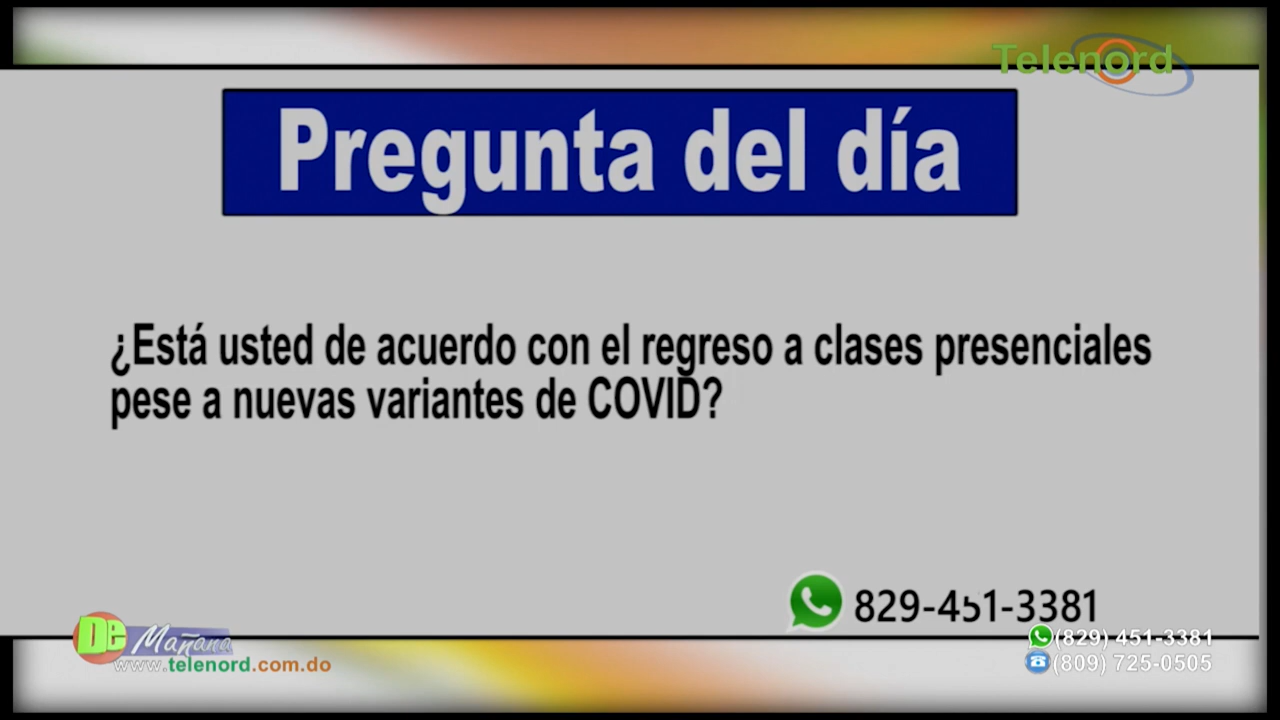 Telenord
Pregunta del día
¿Está usted de acuerdo con el regreso a clases presenciales
pese a nuevas variantes de COVID?
829-451-3381
De Mañana
www.telenord.com.do
(829) 451-3381
(809) 725-0505